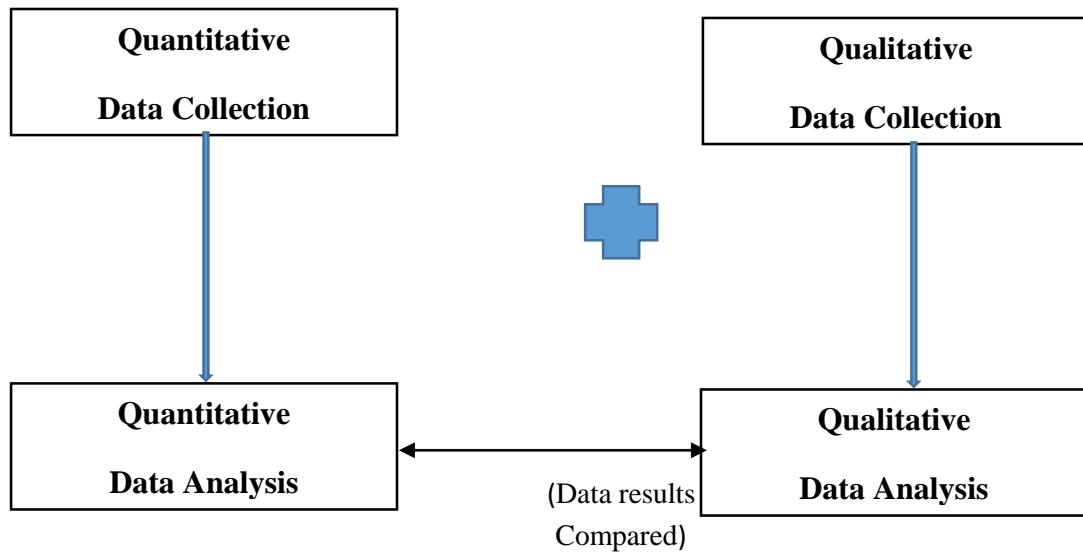 Quantitative
Data Collection
Qualitative
Data Collection
Quantitative
Data Analysis
Qualitative
Data Analysis
(Data results
Compared)